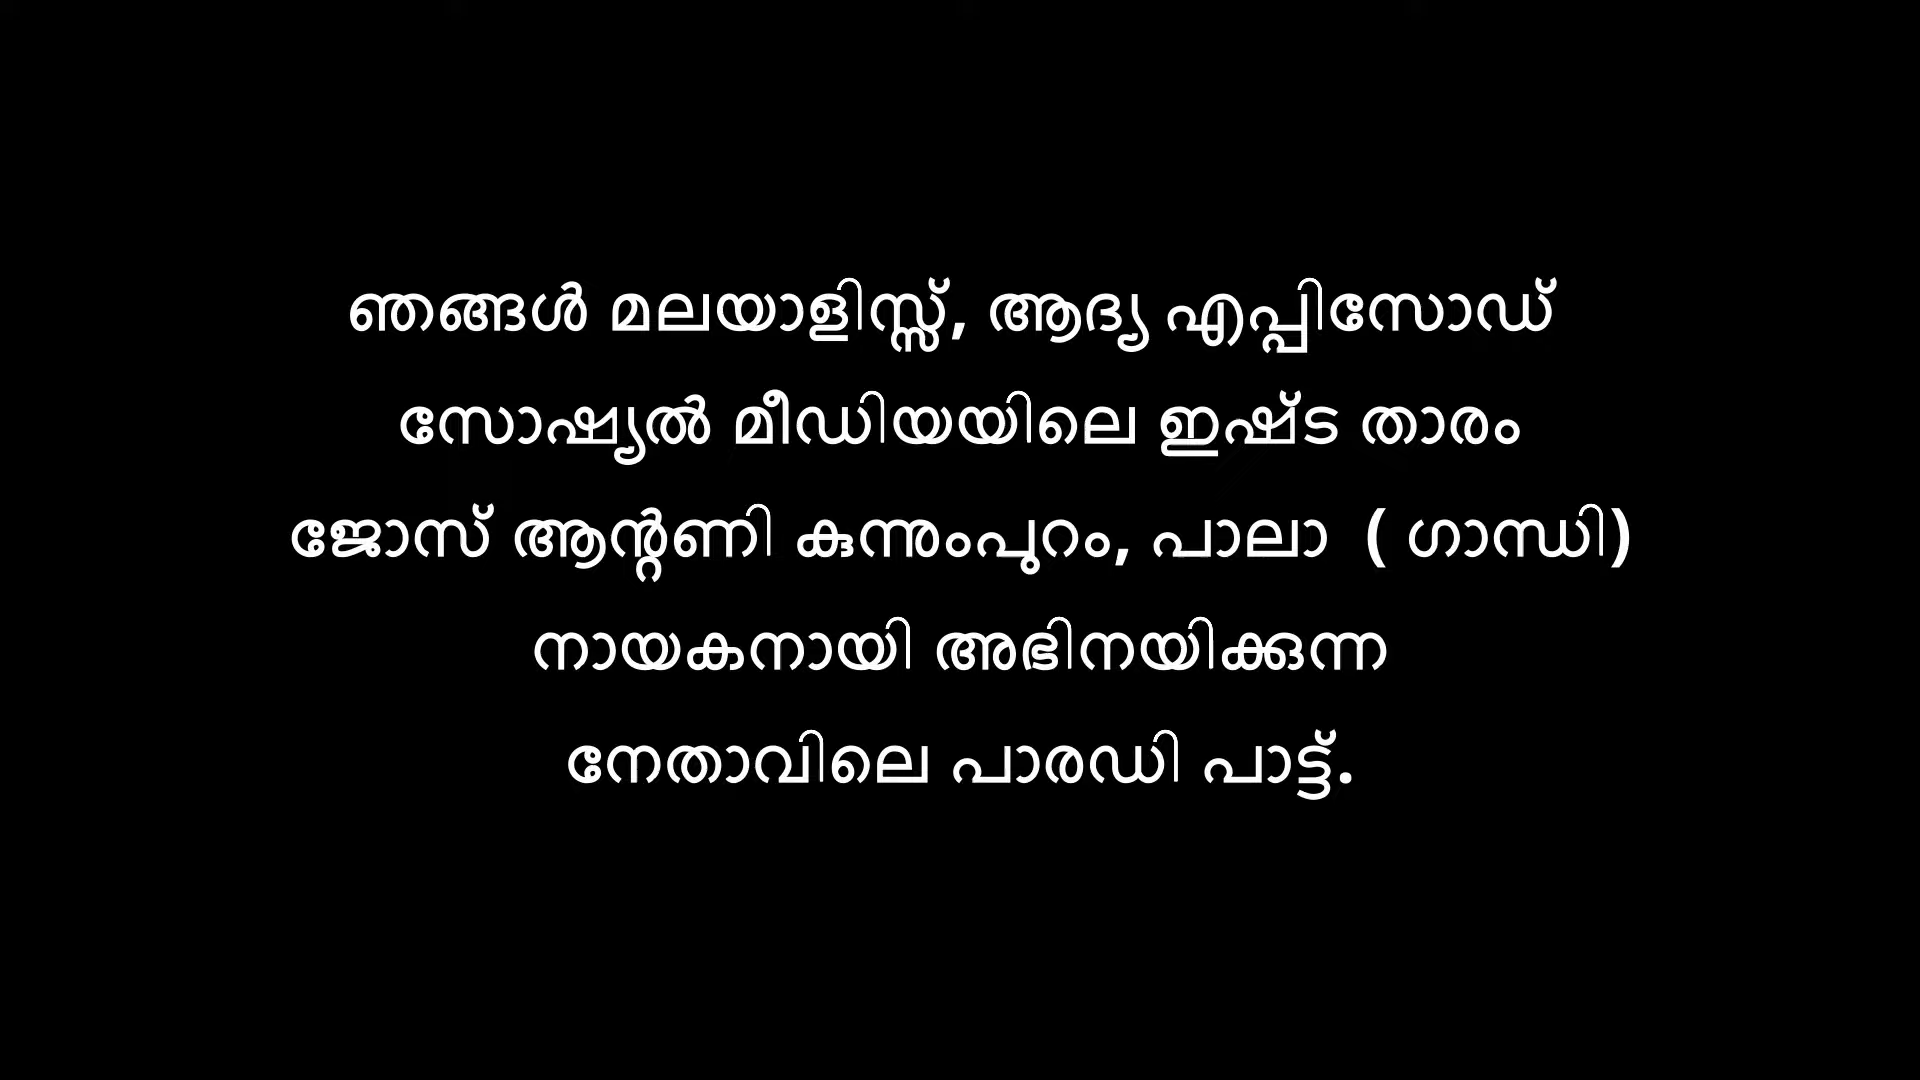 ഞങ്ങൾ മലയാളിസ്സ്, ആദ്യ എപ്പിസോഡ്
സോഷ്യൽ മീഡിയയിലെ ഇഷ്ട താരം
ജോസ് ആന്റണി കുന്നുംപുറം, പാലാ ( ഗാന്ധി)
നായകനായി അഭിനയിക്കുന്ന
നേതാവിലെ പാരഡി പാട്ട്.